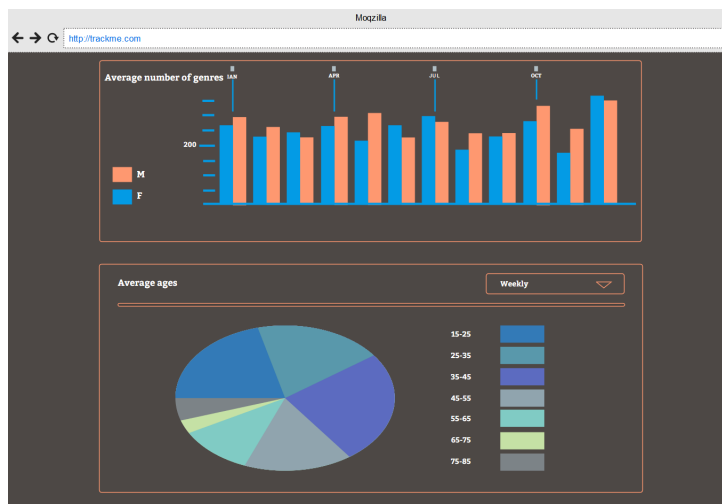 Moqzilla
http://trackme.com
Average number of genres
JAN
APR
JUL
OCT
200
M
F
Average ages
Weekly
15-25
25-35
35-45
45-55
55-65
65-75
75-85